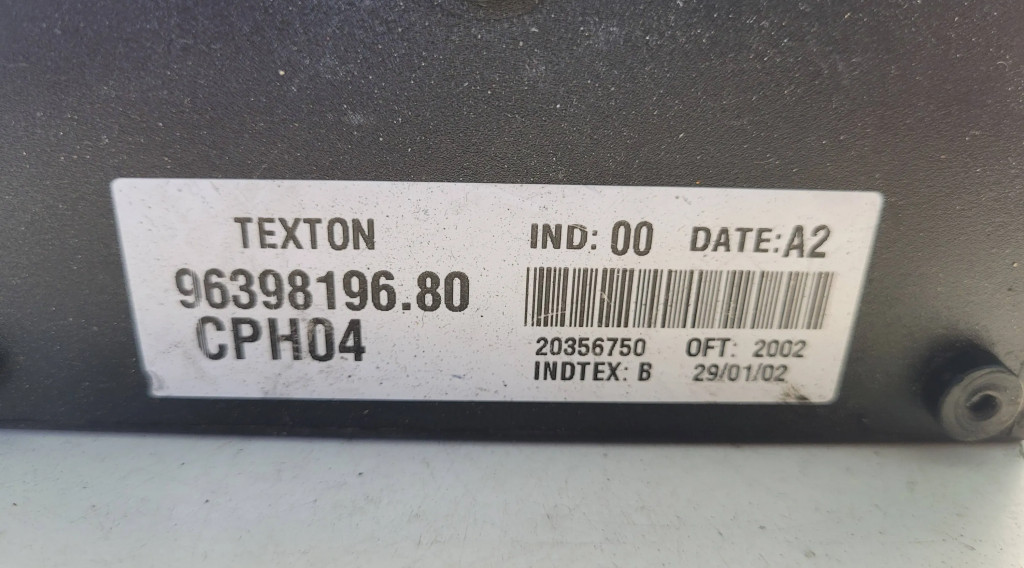 TEXTON
96398196.80
CPH04
IND: 00 DATE: A2
20356750 OFT: 2002
INDTEX: B 29/01/02